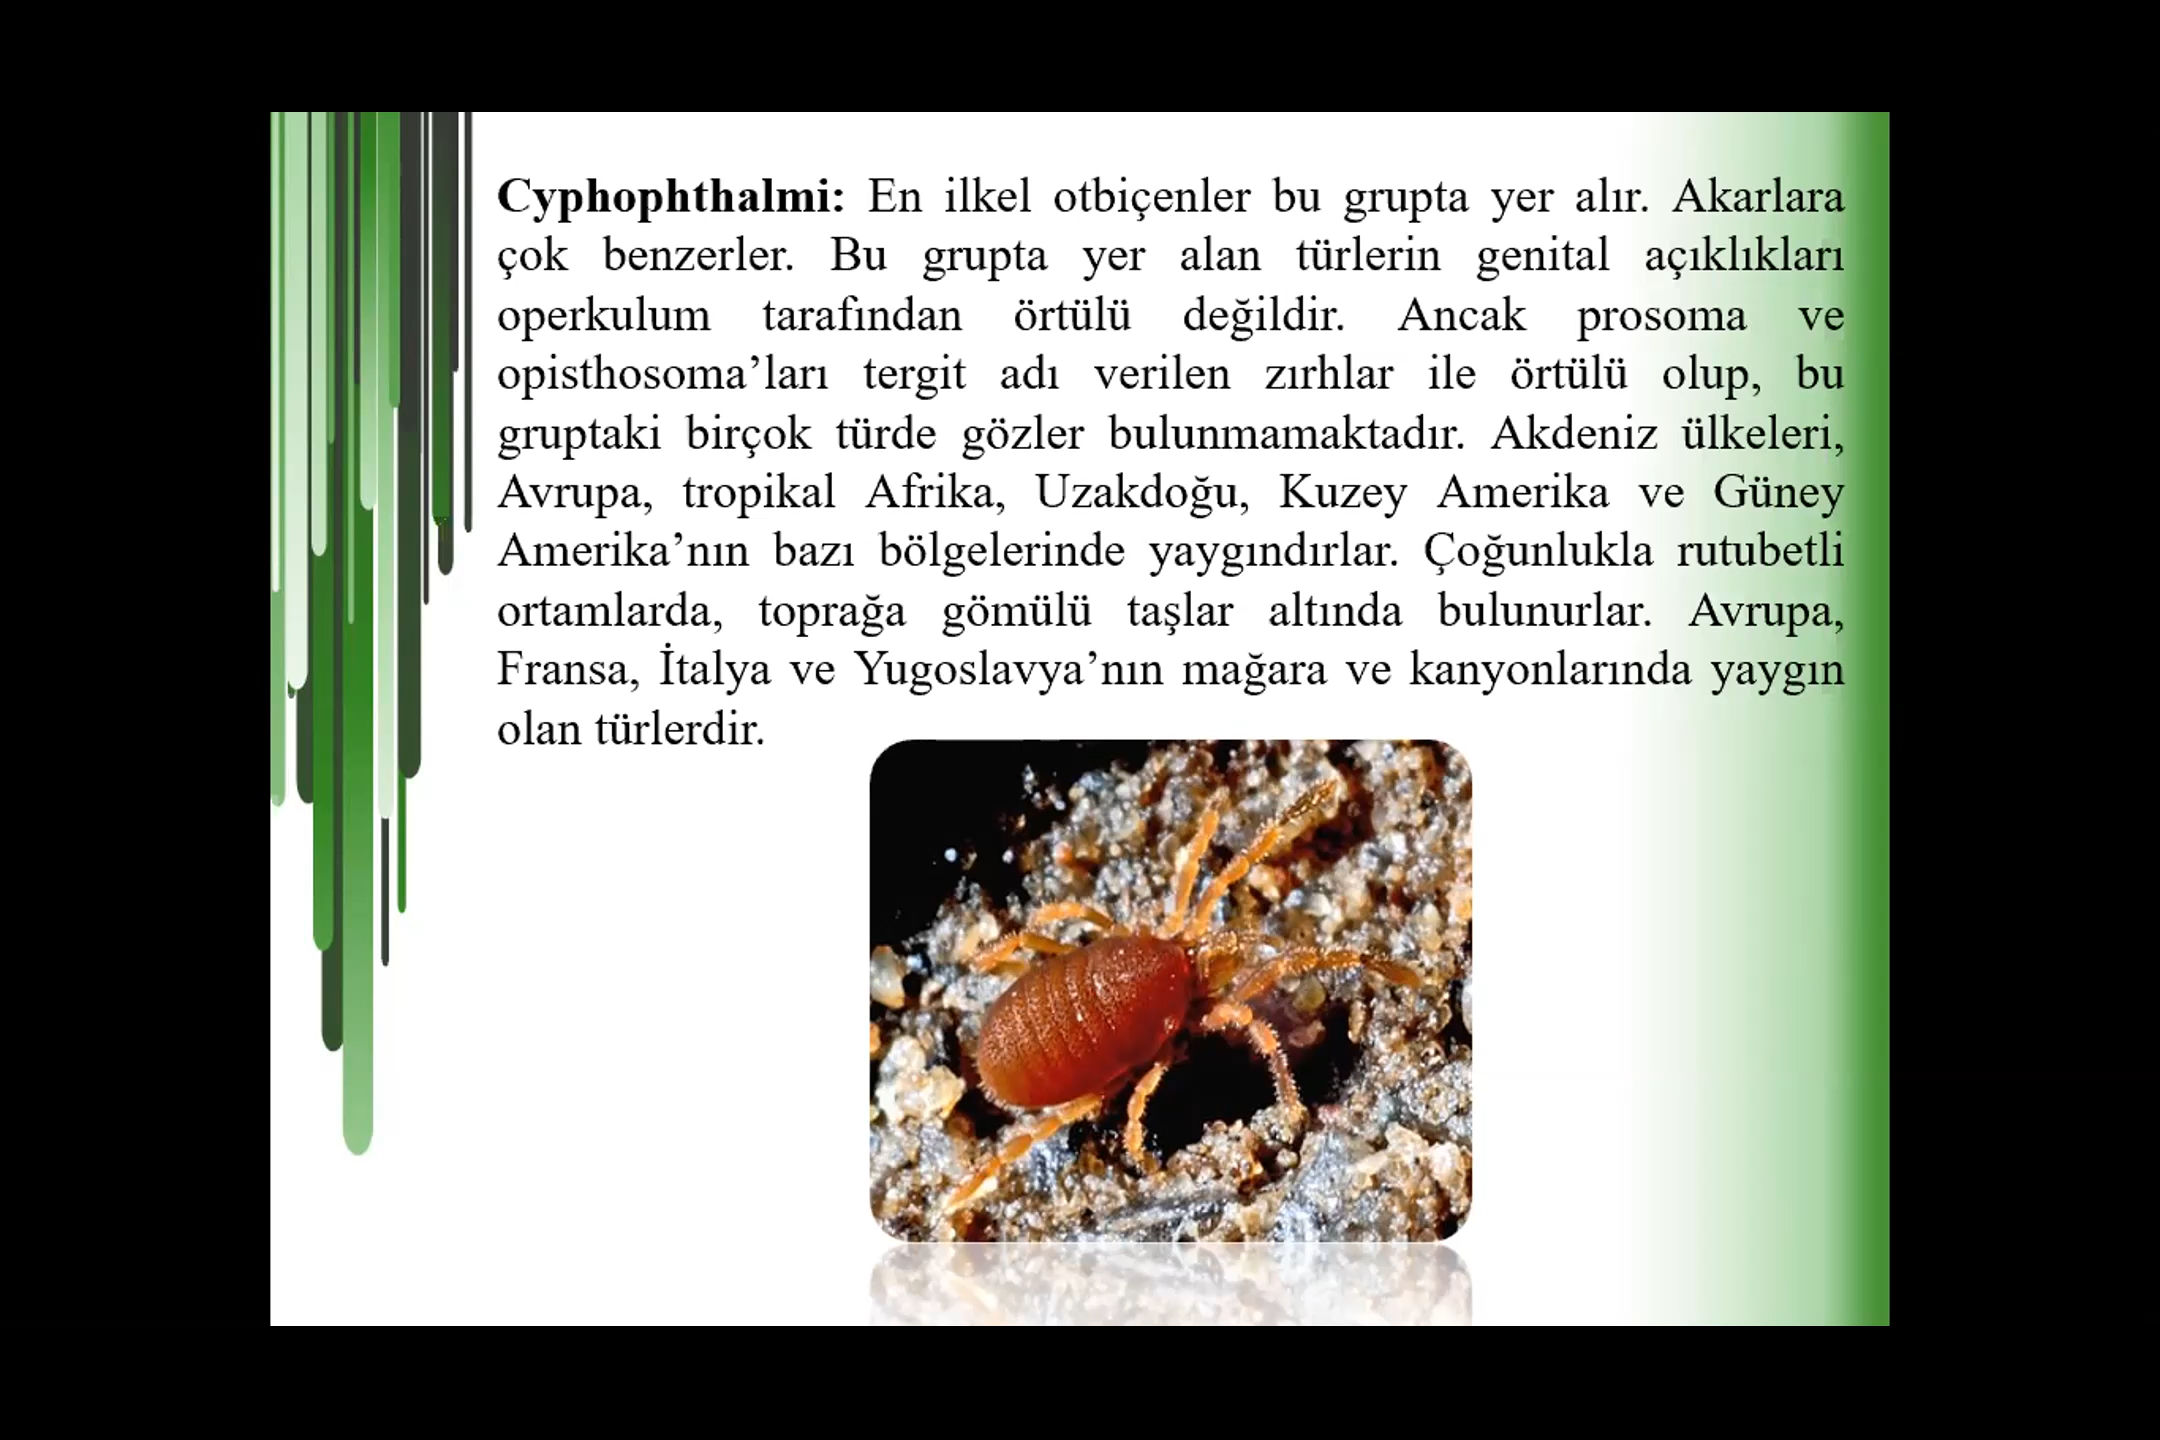 Cyphophthalmi: En ilkel otbiçenler bu grupta yer alır. Akarlara
çok benzerler. Bu grupta yer alan türlerin genital açıklıkları
operkulum tarafından örtülü değildir. Ancak prosoma ve
opisthosoma’ları tergit adı verilen zırhlar ile örtülü olup, bu
gruptaki birçok türde gözler bulunmamaktadır. Akdeniz ülkeleri,
Avrupa, tropikal Afrika, Uzakdoğu, Kuzey Amerika ve Güney
Amerika’nın bazı bölgelerinde yaygındırlar. Çoğunlukla rutubetli
ortamlarda, toprağa gömülü taşlar altında bulunurlar. Avrupa,
Fransa, İtalya ve Yugoslavya’nın mağara ve kanyonlarında yaygın
olan türlerdir.